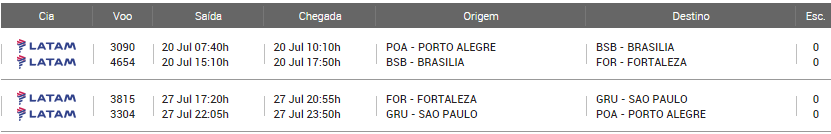 Cia Voo Saída Chegada Origem Destino Esc.
LATAM 3090 20 Jul 07:40h 20 Jul 10:10h POA - PORTO ALEGRE BSB - BRASILIA 0
LATAM 4654 20 Jul 15:10h 20 Jul 17:50h BSB - BRASILIA FOR - FORTALEZA 0
LATAM 3815 27 Jul 17:20h 27 Jul 20:55h FOR - FORTALEZA GRU - SAO PAULO 0
LATAM 3304 27 Jul 22:05h 27 Jul 23:50h GRU - SAO PAULO POA - PORTO ALEGRE 0